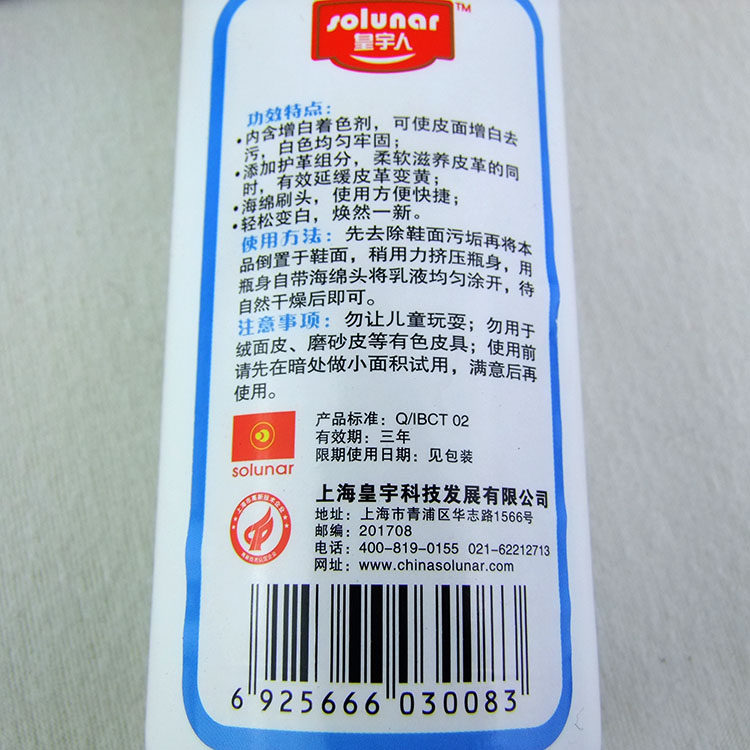 solunar™
皇宇人
功效特点：
·内含增白着色剂，可使皮面增白去
污，白色均匀牢固；
·添加护革组分，柔软滋养皮革的同
时，有效延缓皮革变黄；
·海绵刷头，使用方便快捷；
·轻松变白，焕然一新。
使用方法：先去除鞋面污垢再将本
品倒置于鞋面，稍用力挤压瓶身，用
瓶身自带海绵头将乳液均匀涂开，待
自然干燥后即可。
注意事项：勿让儿童玩耍；勿用于
绒面皮、磨砂皮等有色皮具；使用前
请先在暗处做小面积试用，满意后再
使用。
产品标准：Q/IBCT 02
有效期：三年
限期使用日期：见包装
solunar
上海皇宇科技发展有限公司
地址：上海市青浦区华志路1566号
邮编：201708
电话：400-819-0155 021-62212713
网址：www.chinasolunar.com
6 925666 030083